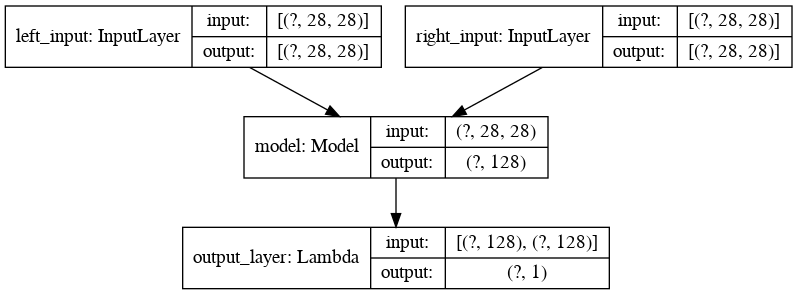 left_input: InputLayer
input:
[(?, 28, 28)]
output:
[(?, 28, 28)]
right_input: InputLayer
input:
[(?, 28, 28)]
output:
[(?, 28, 28)]
model: Model
input:
(?, 28, 28)
output:
(?, 128)
output_layer: Lambda
input:
[(?, 128), (?, 128)]
output:
(?, 1)